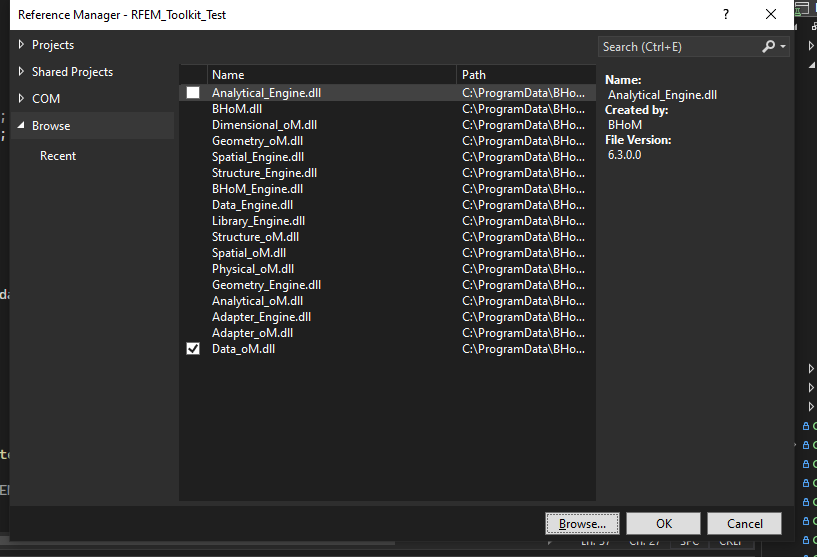 Reference Manager - RFEM_Toolkit_Test
?
Projects
Shared Projects
COM
Browse
Recent
Search (Ctrl+E)
Name Path
Analytical_Engine.dll C:\ProgramData\BHo...
BHoM.dll C:\ProgramData\BHo...
Dimensional_oM.dll C:\ProgramData\BHo...
Geometry_oM.dll C:\ProgramData\BHo...
Spatial_Engine.dll C:\ProgramData\BHo...
Structure_Engine.dll C:\ProgramData\BHo...
BHoM_Engine.dll C:\ProgramData\BHo...
Data_Engine.dll C:\ProgramData\BHo...
Library_Engine.dll C:\ProgramData\BHo...
Structure_oM.dll C:\ProgramData\BHo...
Spatial_oM.dll C:\ProgramData\BHo...
Physical_oM.dll C:\ProgramData\BHo...
Geometry_Engine.dll C:\ProgramData\BHo...
Analytical_oM.dll C:\ProgramData\BHo...
Adapter_Engine.dll C:\ProgramData\BHo...
Adapter_oM.dll C:\ProgramData\BHo...
Data_oM.dll C:\ProgramData\BHo...
Name:
Analytical_Engine.dll
Created by:
BHoM
File Version:
6.3.0.0
Browse... OK Cancel